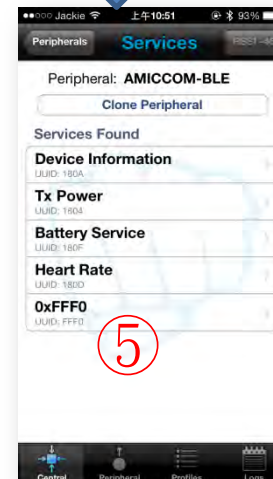 ●●○○○ Jackie 上午10:51 93%
Peripherals Services
Peripheral: AMICCOM-BLE
Clone Peripheral
Services Found
Device Information
UUID: 180A
Tx Power
UUID: 1804
Battery Service
UUID: 180F
Heart Rate
UUID: 180D
0xFFF0
UUID: FFF0
⑤
Central Peripheral Profiles Logs